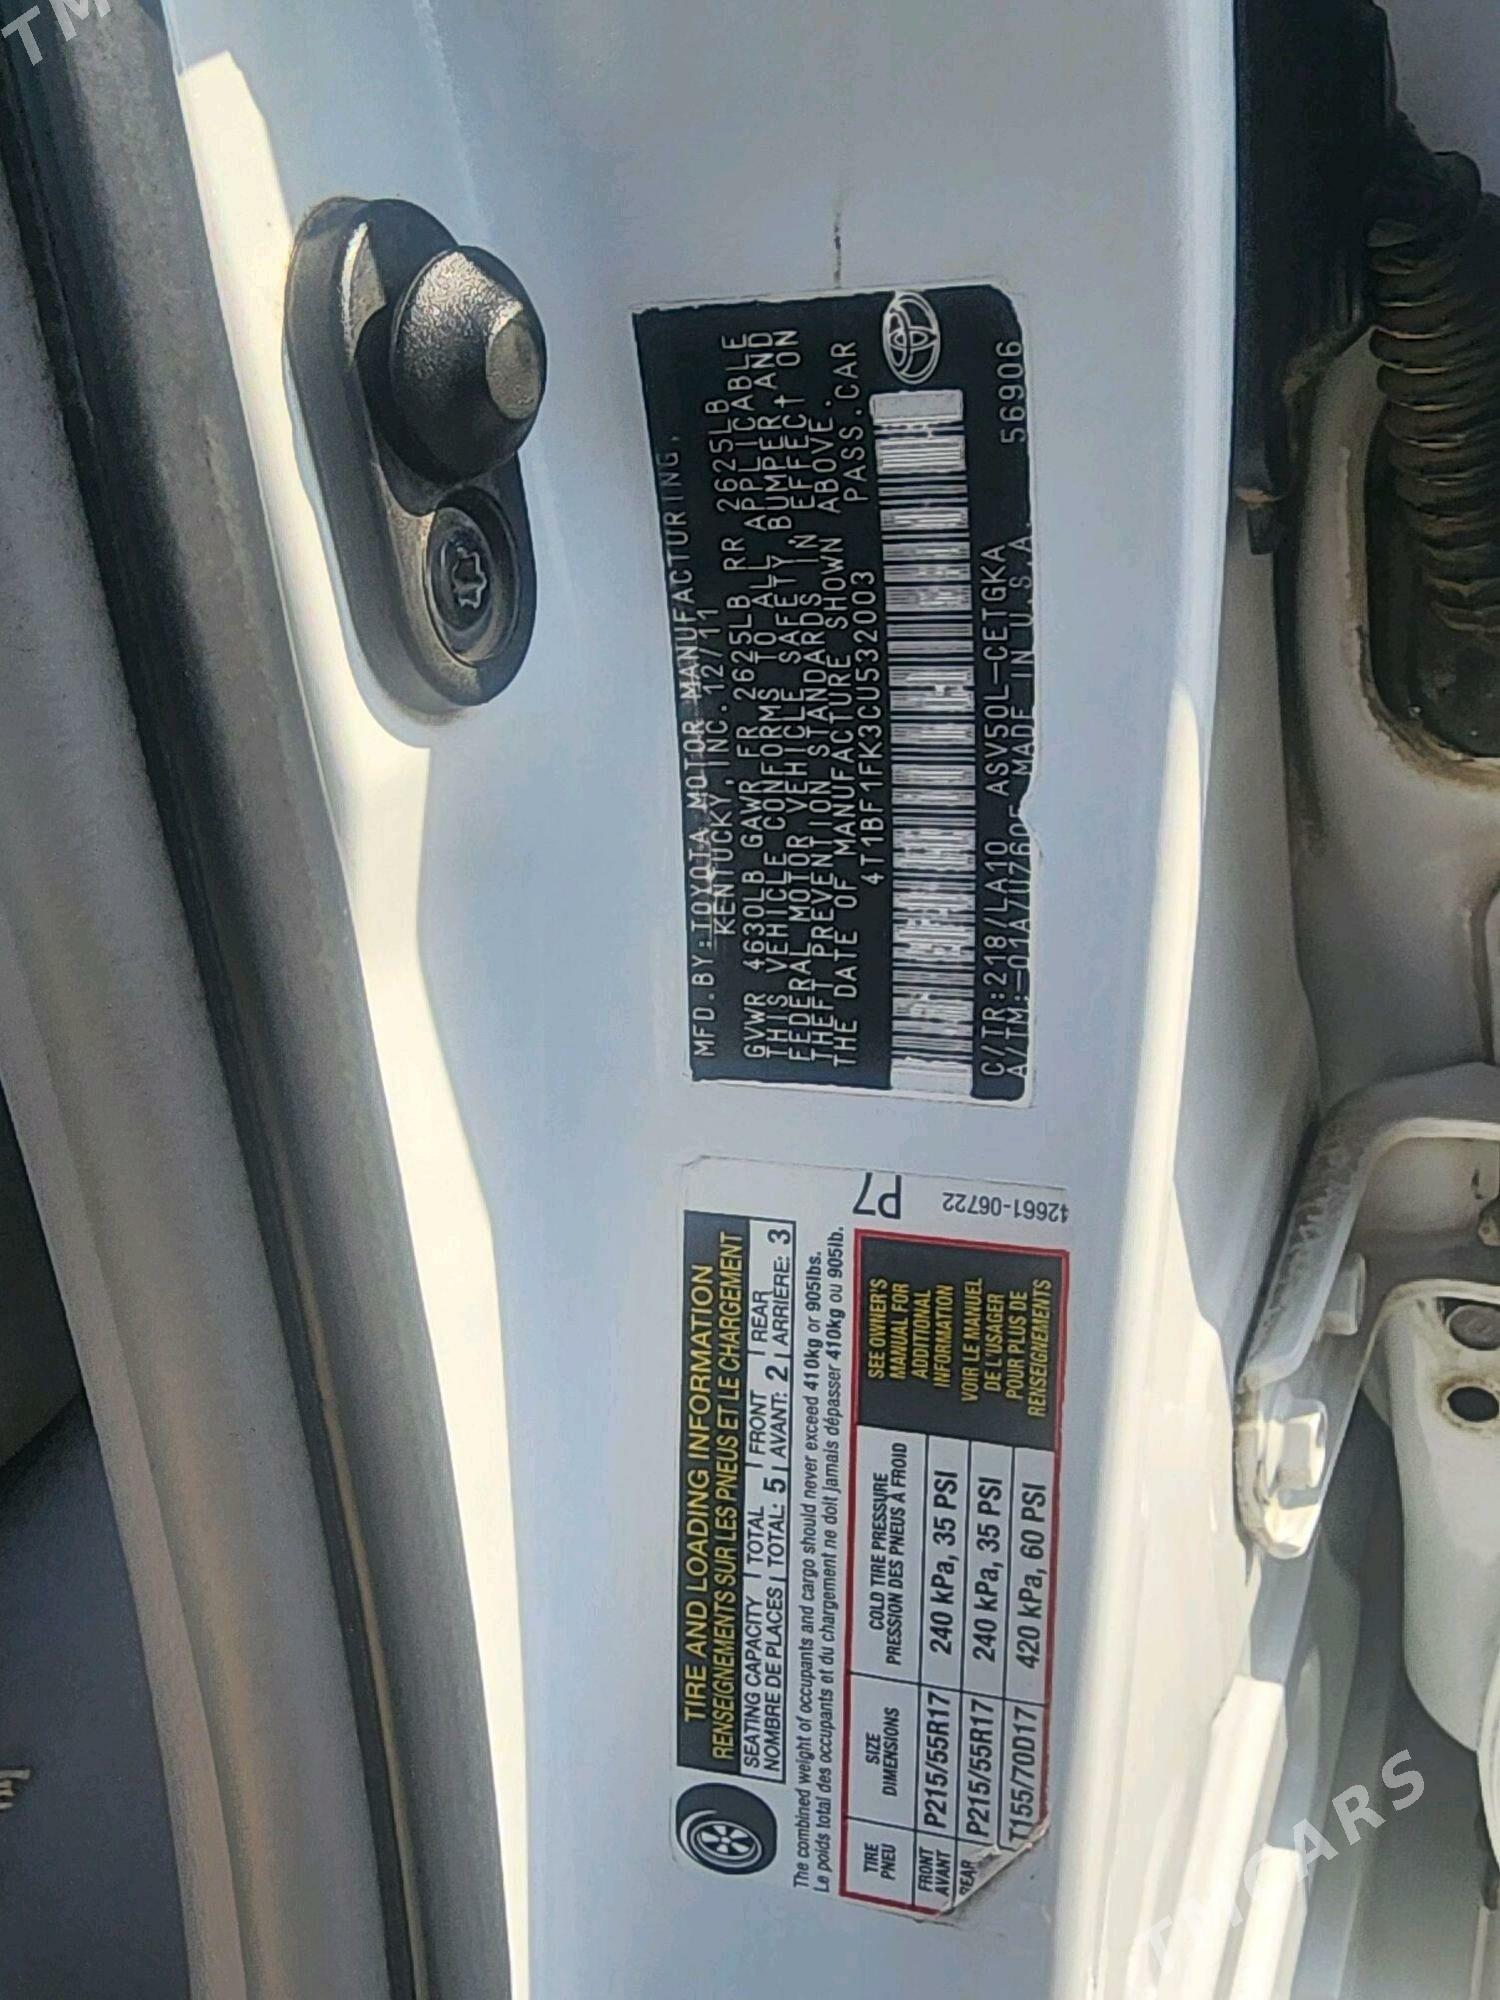 MFD.BY:TOYOTA MOTOR MANUFACTURING,
KENTUCKY, INC. 12/11
GVWR 4630LB GAWR FR 2625LB RR 2625LB
THIS VEHICLE CONFORMS TO ALL APPLICABLE
FEDERAL MOTOR VEHICLE SAFETY, BUMPER, AND
THEFT PREVENTION STANDARDS IN EFFECT ON
THE DATE OF MANUFACTURE SHOWN ABOVE.
4T1BF1FK3CU532003 PASS.CAR
C/TR:218/LA10 ASV50L-CETGKA
A/TM:-01A/U760E MADE IN U.S.A. 56906
TIRE AND LOADING INFORMATION
RENSEIGNEMENTS SUR LES PNEUS ET LE CHARGEMENT
SEATING CAPACITY TOTAL FRONT REAR
NOMBRE DE PLACES TOTAL: 5 AVANT: 2 ARRIÈRE: 3
The combined weight of occupants and cargo should never exceed 410kg or 905lbs.
Le poids total des occupants et du chargement ne doit jamais dépasser 410kg ou 905lb.
P7
42661-06722
TIRE
PNEU
SIZE
DIMENSIONS
COLD TIRE PRESSURE
PRESSION DES PNEUS À FROID
FRONT
AVANT
P215/55R17
240 kPa, 35 PSI
REAR
P215/55R17
240 kPa, 35 PSI
T155/70D17
420 kPa, 60 PSI
SEE OWNER'S
MANUAL FOR
ADDITIONAL
INFORMATION
VOIR LE MANUEL
DE L'USAGER
POUR PLUS DE
RENSEIGNEMENTS
TMCARS
TM